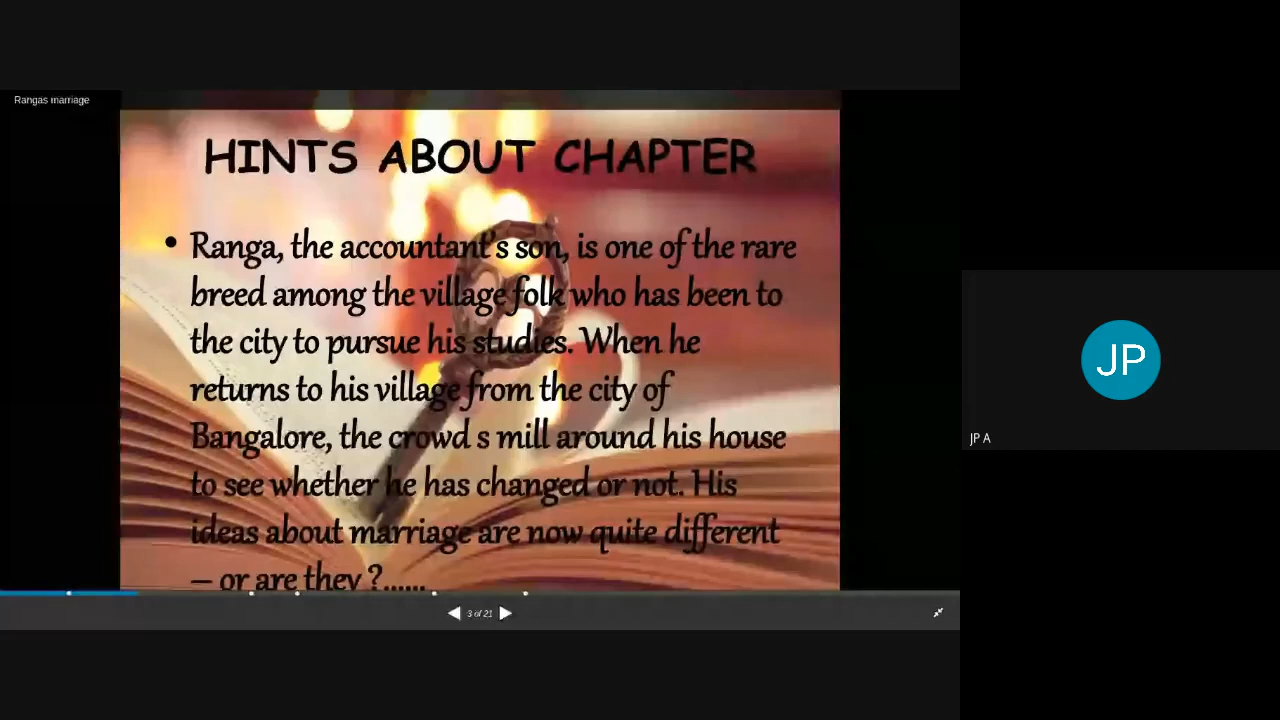 Rangas marriage
HINTS ABOUT CHAPTER
• Ranga, the accountant's son, is one of the rare
breed among the village folk who has been to
the city to pursue his studies. When he
returns to his village from the city of
Bangalore, the crowd s mill around his house
to see whether he has changed or not. His
ideas about marriage are now quite different
– or are they ?......
3 of 21
JP
JP A